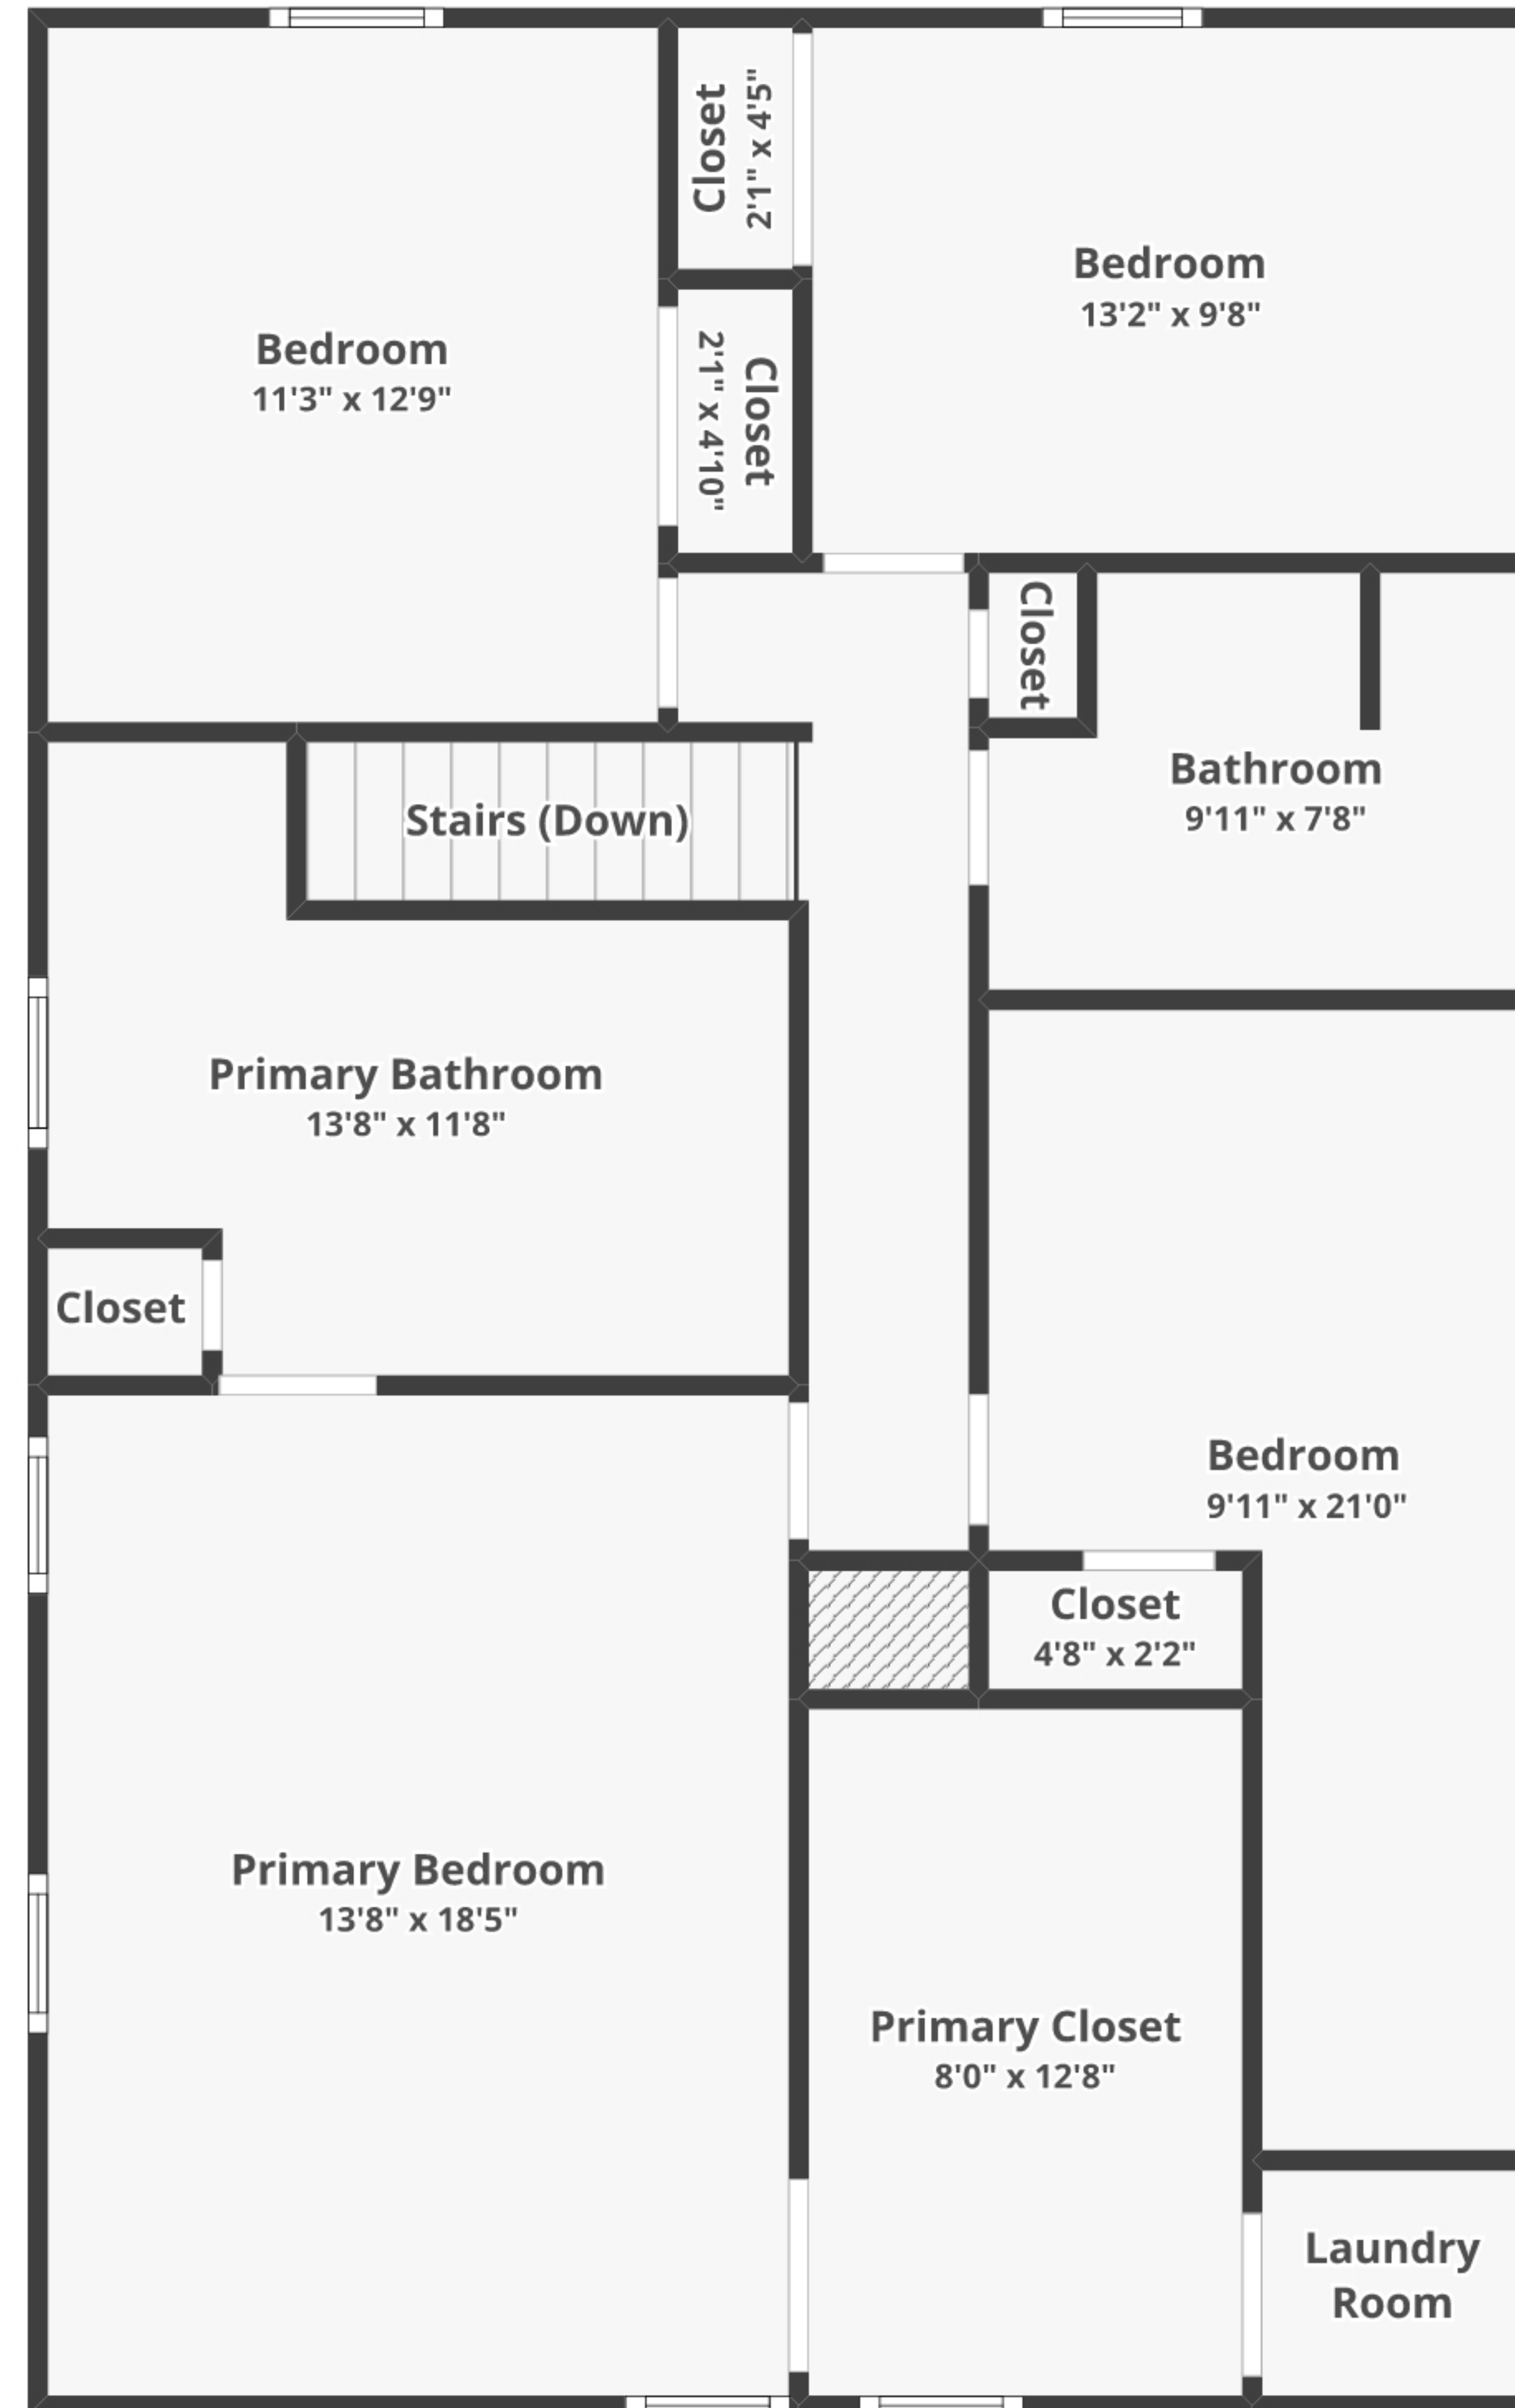 Closet
2'1" x 4'5"
Bedroom
13'2" x 9'8"
Bedroom
11'3" x 12'9"
Closet
2'1" x 4'10"
Closet
Bathroom
9'11" x 7'8"
Stairs (Down)
Primary Bathroom
13'8" x 11'8"
Closet
Bedroom
9'11" x 21'0"
Closet
4'8" x 2'2"
Primary Bedroom
13'8" x 18'5"
Primary Closet
8'0" x 12'8"
Laundry
Room